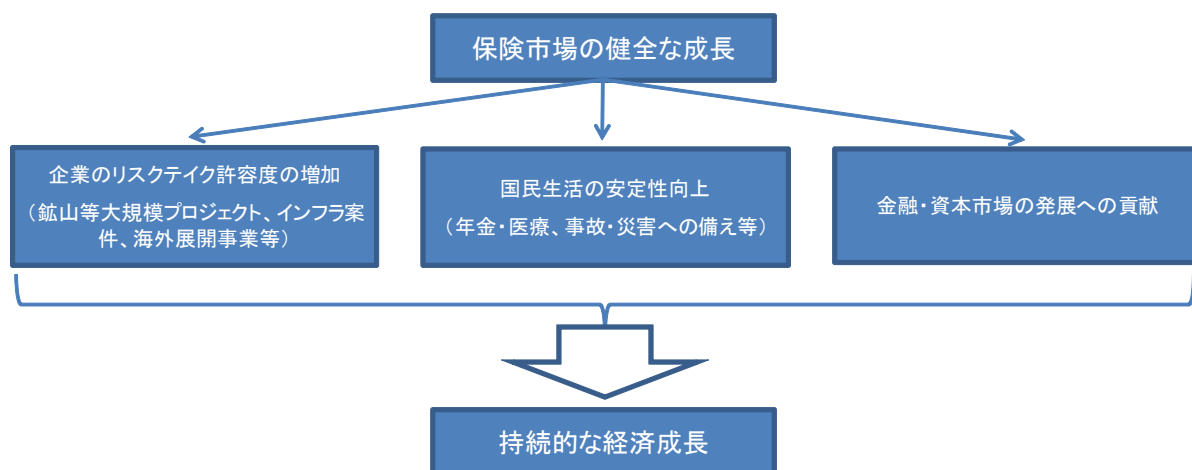 保険市場の健全な成長
企業のリスクテイク許容度の増加
（鉱山等大規模プロジェクト、インフラ案
件、海外展開事業等）
国民生活の安定性向上
（年金・医療、事故・災害への備え等）
金融・資本市場の発展への貢献
持続的な経済成長